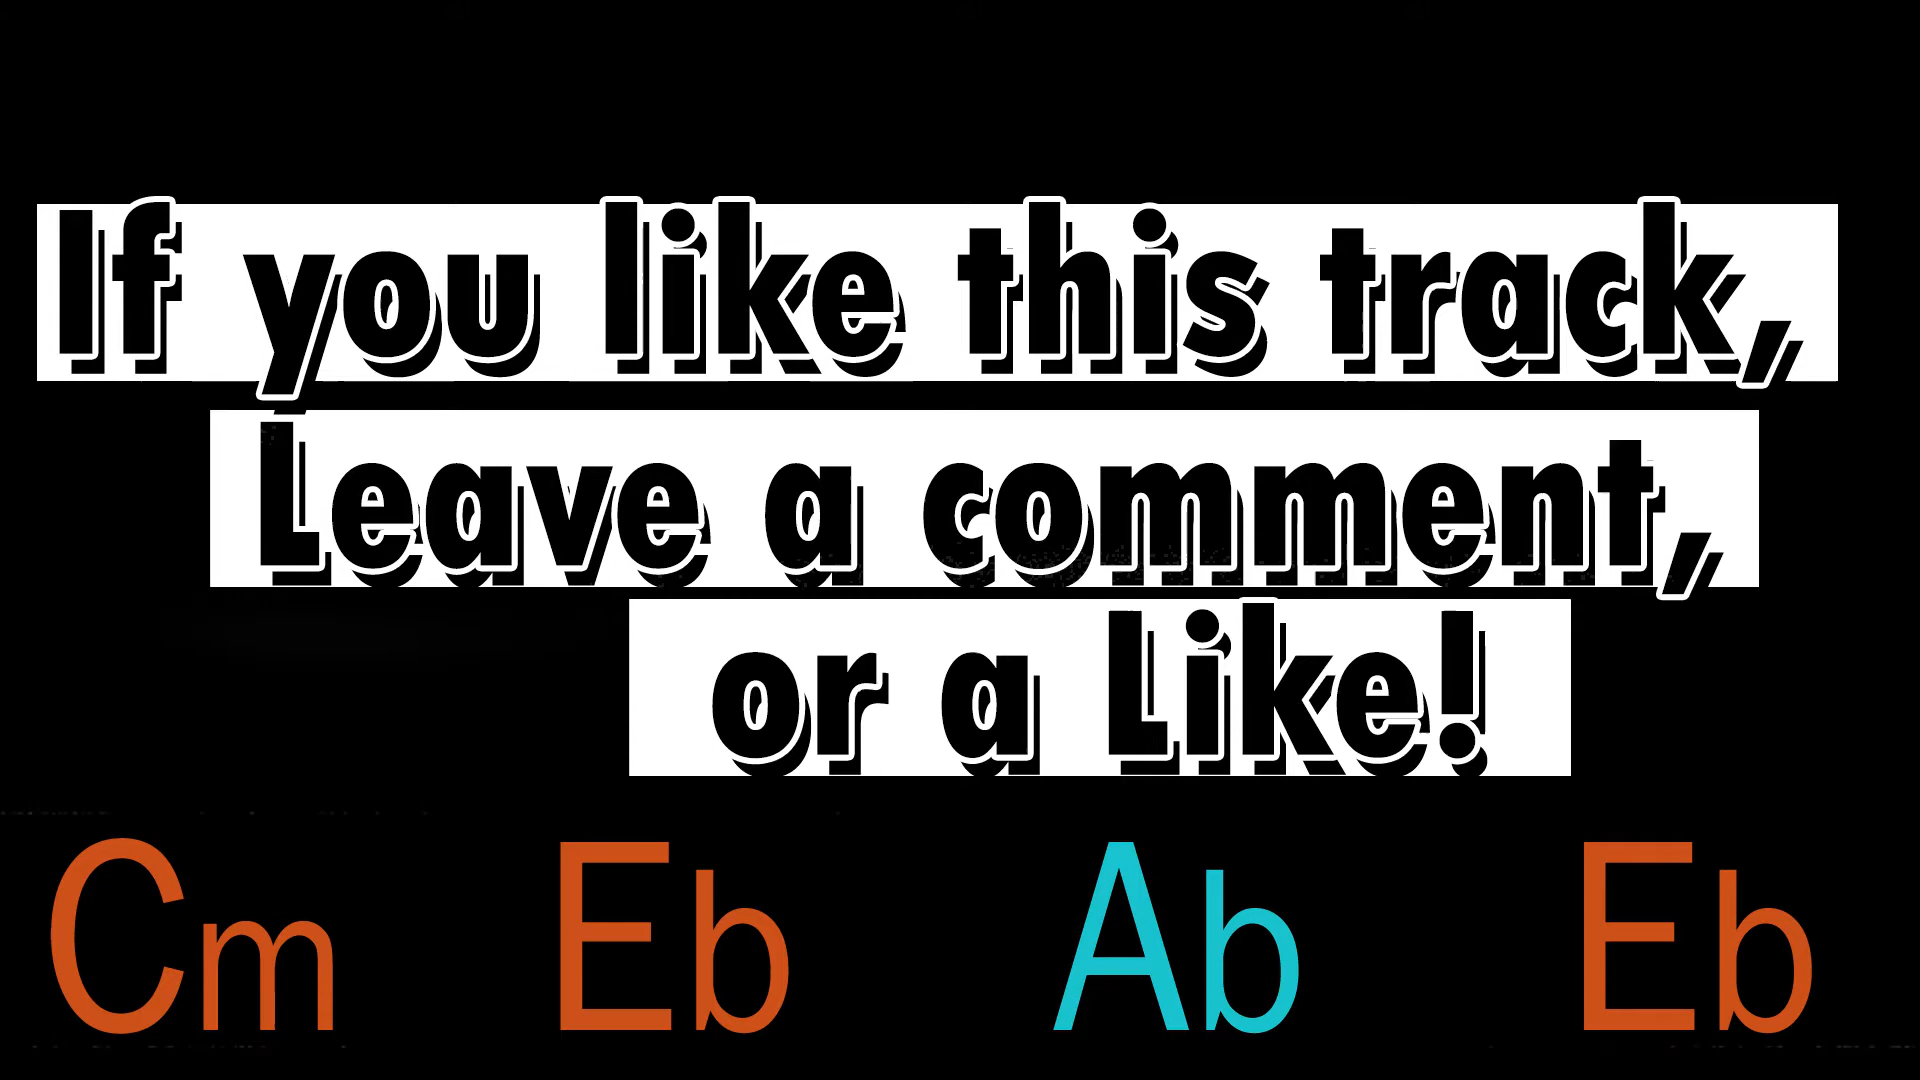 If you like this track,
Leave a comment,
or a Like!
Cm Eb Ab Eb